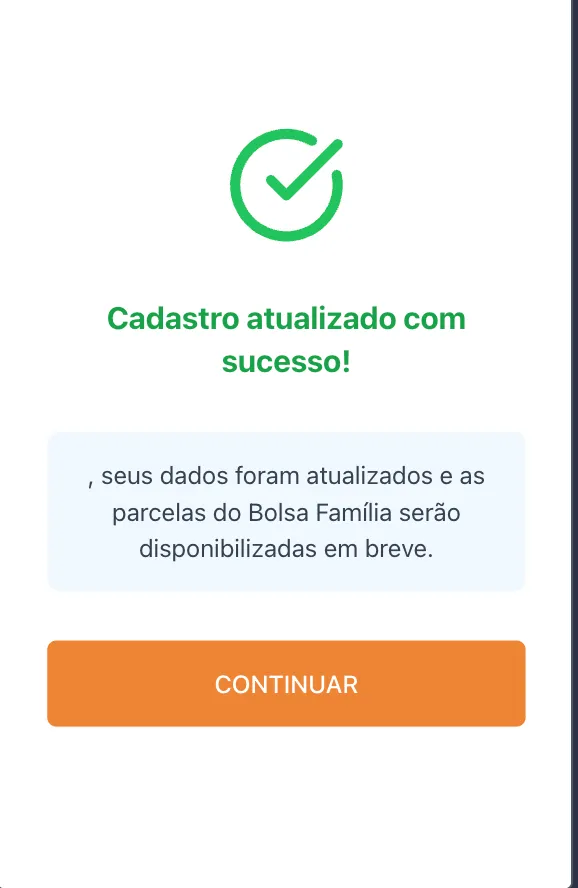 Cadastro atualizado com
sucesso!
, seus dados foram atualizados e as
parcelas do Bolsa Família serão
disponibilizadas em breve.
CONTINUAR